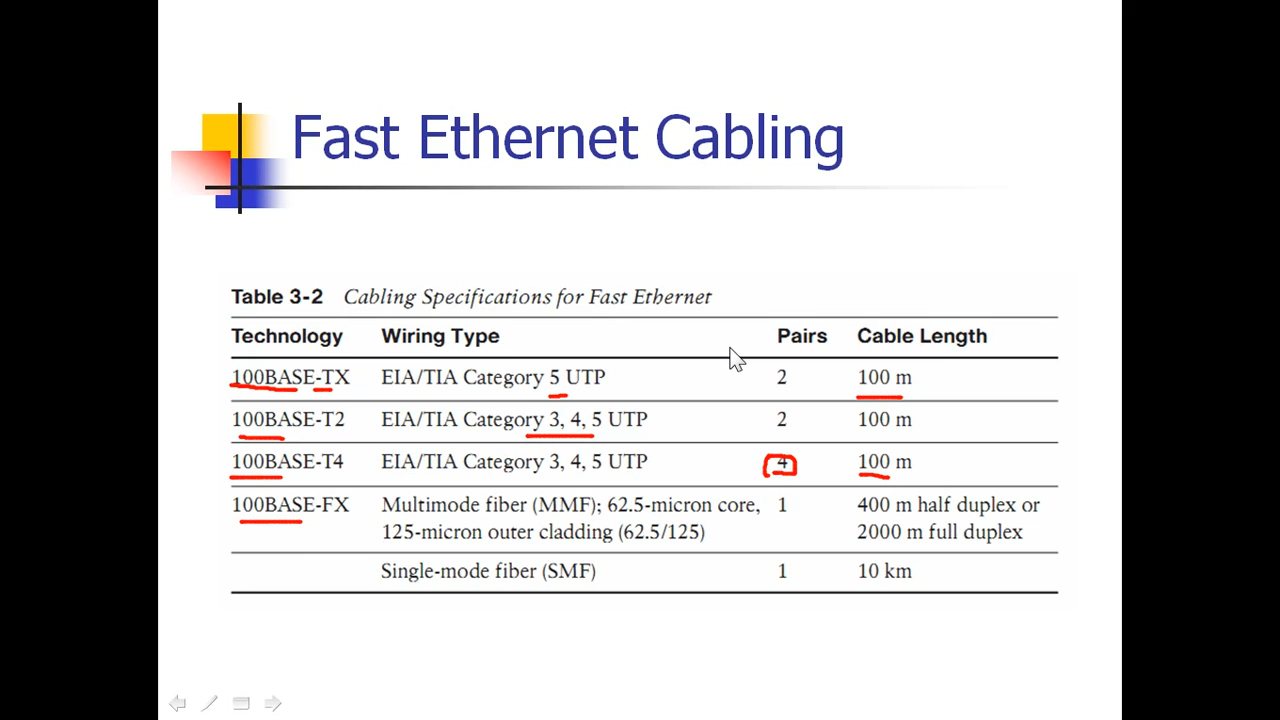 Fast Ethernet Cabling
Table 3-2 Cabling Specifications for Fast Ethernet
Technology Wiring Type Pairs Cable Length
100BASE-TX EIA/TIA Category 5 UTP 2 100 m
100BASE-T2 EIA/TIA Category 3, 4, 5 UTP 2 100 m
100BASE-T4 EIA/TIA Category 3, 4, 5 UTP 4 100 m
100BASE-FX Multimode fiber (MMF); 62.5-micron core, 1 400 m half duplex or
125-micron outer cladding (62.5/125) 2000 m full duplex
Single-mode fiber (SMF) 1 10 km